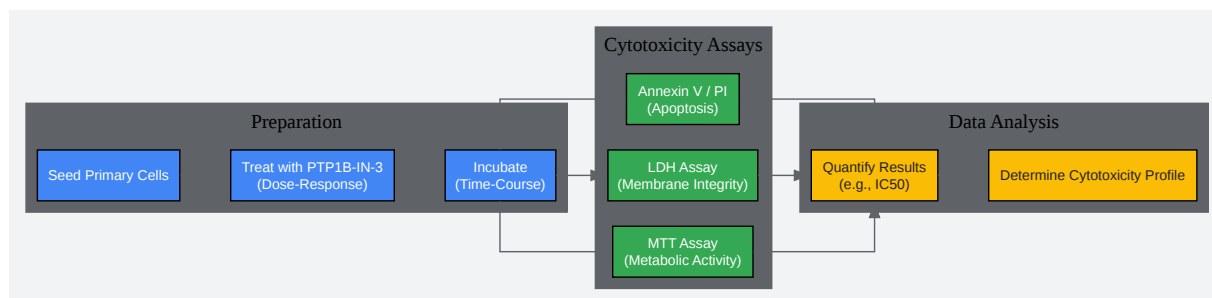 Preparation
Seed Primary Cells
Treat with PTP1B-IN-3
(Dose-Response)
Incubate
(Time-Course)
Cytotoxicity Assays
Annexin V / PI
(Apoptosis)
LDH Assay
(Membrane Integrity)
MTT Assay
(Metabolic Activity)
Data Analysis
Quantify Results
(e.g., IC50)
Determine Cytotoxicity Profile